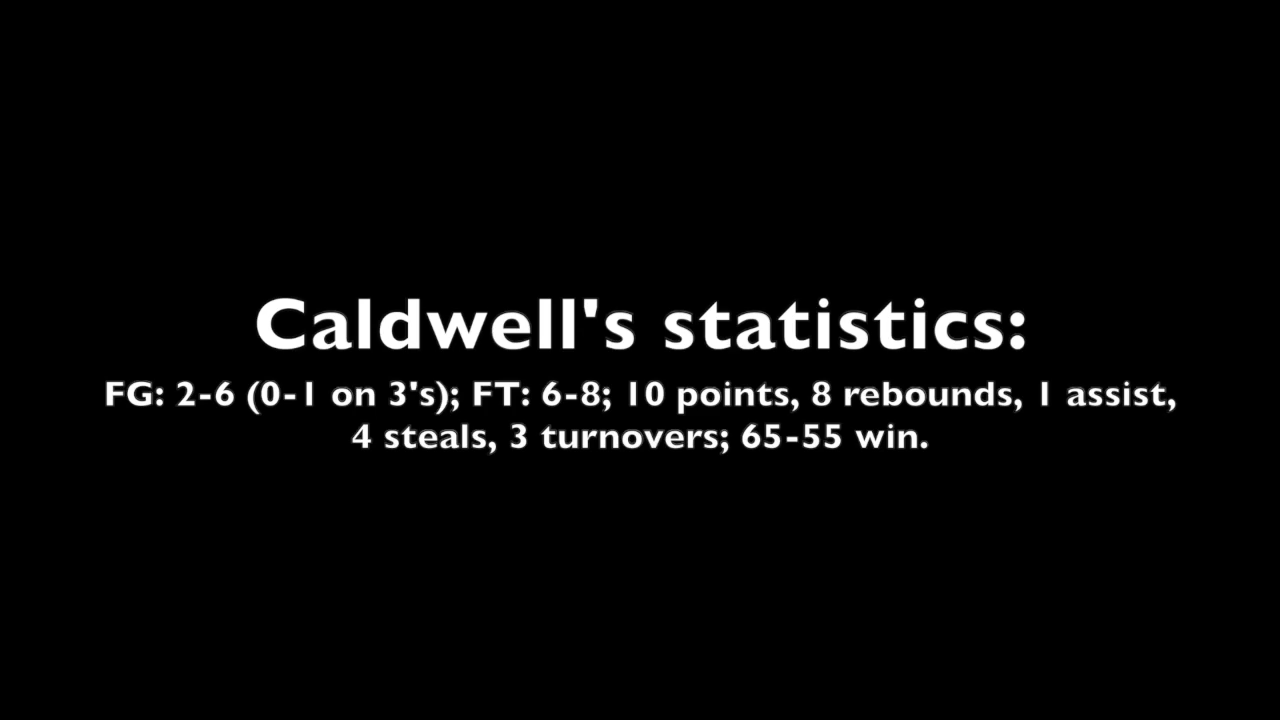 Caldwell's statistics:
FG: 2-6 (0-1 on 3's); FT: 6-8; 10 points, 8 rebounds, 1 assist,
4 steals, 3 turnovers; 65-55 win.